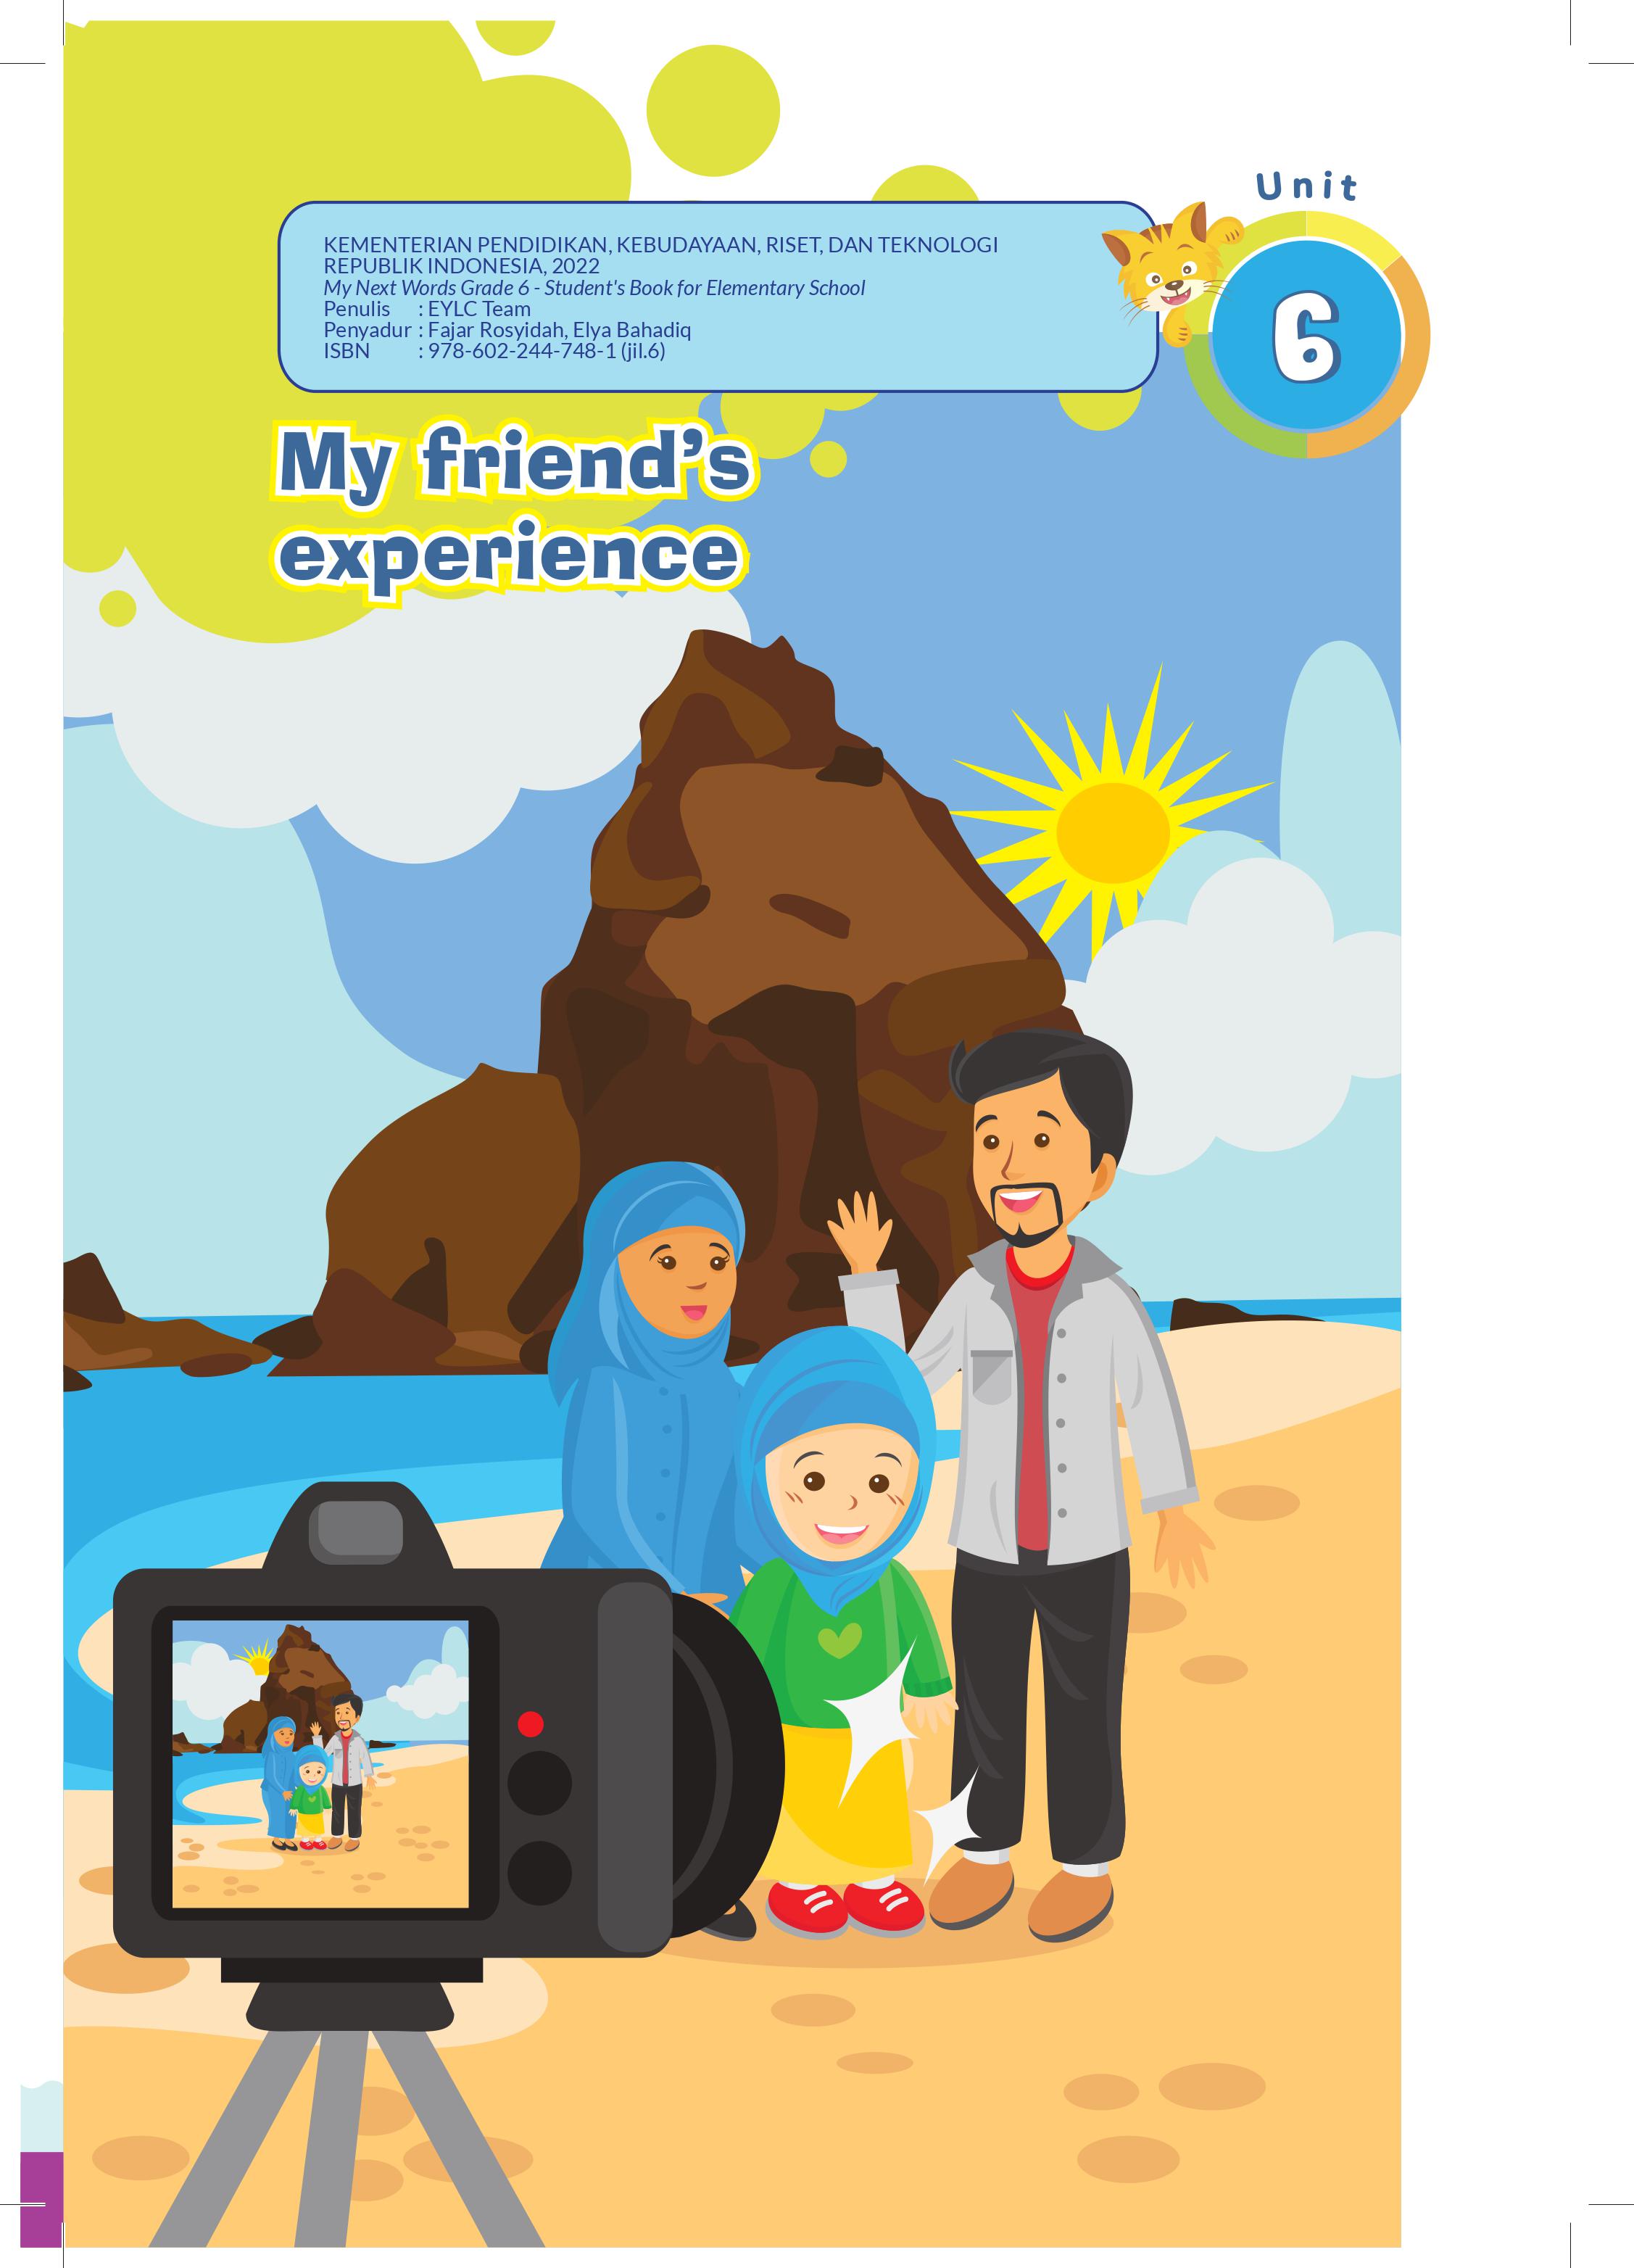 Unit
KEMENTERIAN PENDIDIKAN, KEBUDAYAAN, RISET, DAN TEKNOLOGI
REPUBLIK INDONESIA, 2022
My Next Words Grade 6 - Student's Book for Elementary School
Penulis : EYLC Team
Penyadur : Fajar Rosyidah, Elya Bahadiq
ISBN : 978-602-244-748-1 (jil.6)
6
My friend’s
experience